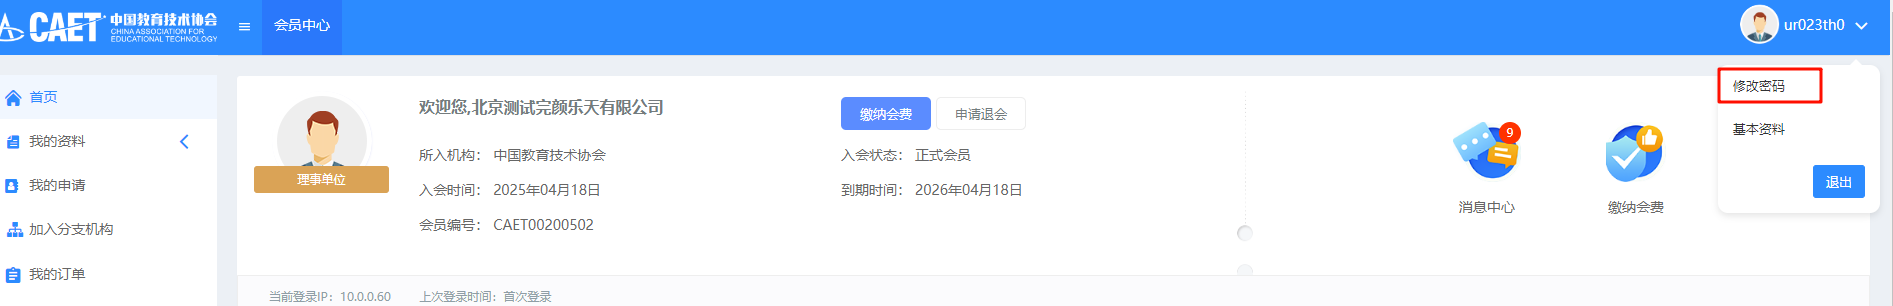 CAET 中国教育技术协会
CHINA ASSOCIATION FOR
EDUCATIONAL TECHNOLOGY
会员中心
ur023th0
首页
我的资料
我的申请
加入分支机构
我的订单
理事单位
欢迎您,北京测试完颜乐天有限公司
缴纳会费 申请退会
所入机构： 中国教育技术协会 入会状态： 正式会员
入会时间： 2025年04月18日 到期时间： 2026年04月18日
会员编号： CAET00200502
9
消息中心 缴纳会费
修改密码
基本资料
退出
当前登录IP：10.0.0.60 上次登录时间：首次登录